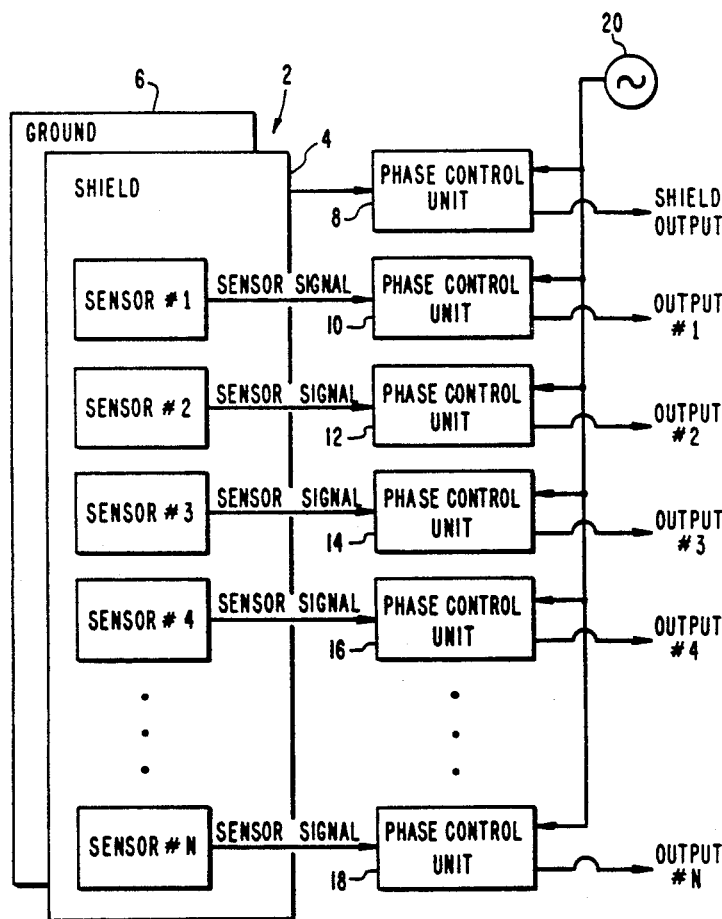 20
6
2
GROUND
4
SHIELD
PHASE CONTROL
UNIT
8
SHIELD
OUTPUT
SENSOR #1
SENSOR SIGNAL
PHASE CONTROL
UNIT
10
OUTPUT
#1
SENSOR #2
SENSOR SIGNAL
PHASE CONTROL
UNIT
12
OUTPUT
#2
SENSOR #3
SENSOR SIGNAL
PHASE CONTROL
UNIT
14
OUTPUT
#3
SENSOR #4
SENSOR SIGNAL
PHASE CONTROL
UNIT
16
OUTPUT
#4
SENSOR #N
SENSOR SIGNAL
PHASE CONTROL
UNIT
18
OUTPUT
#N